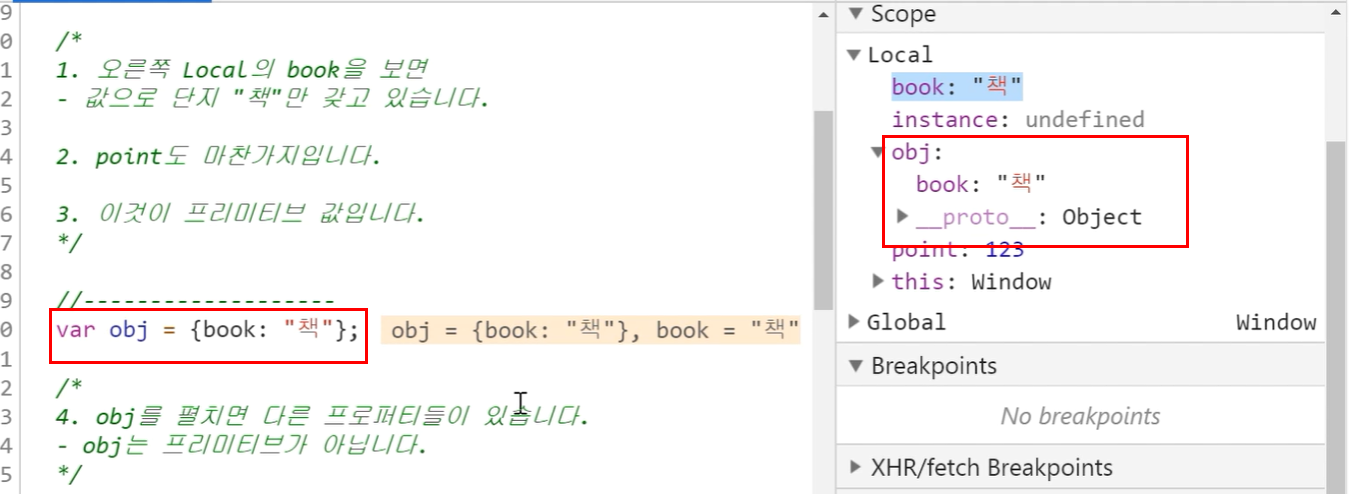 9
0 /*
1 1. 오른쪽 Local의 book을 보면
2 - 값으로 단지 "책"만 갖고 있습니다.
3
4 2. point도 마찬가지입니다.
5
6 3. 이것이 프리미티브 값입니다.
7 */
8
9 //-------------------
0 var obj = {book: "책"}; obj = {book: "책"}, book = "책"
1
2 /*
3 4. obj를 펼치면 다른 프로퍼티들이 있습니다.
4 - obj는 프리미티브가 아닙니다.
5 */
Scope
Local
book: "책"
instance: undefined
obj:
book: "책"
__proto__: Object
point: 123
this: Window
Global Window
Breakpoints
No breakpoints
XHR/fetch Breakpoints